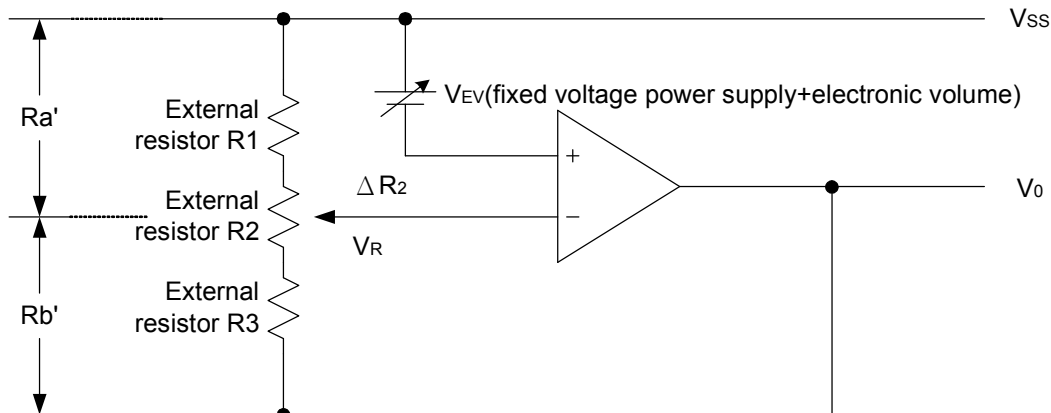 VSS
VEV(fixed voltage power supply+electronic volume)
Ra'
External
resistor R1
+
Δ R2
External
resistor R2
−
V0
VR
Rb'
External
resistor R3